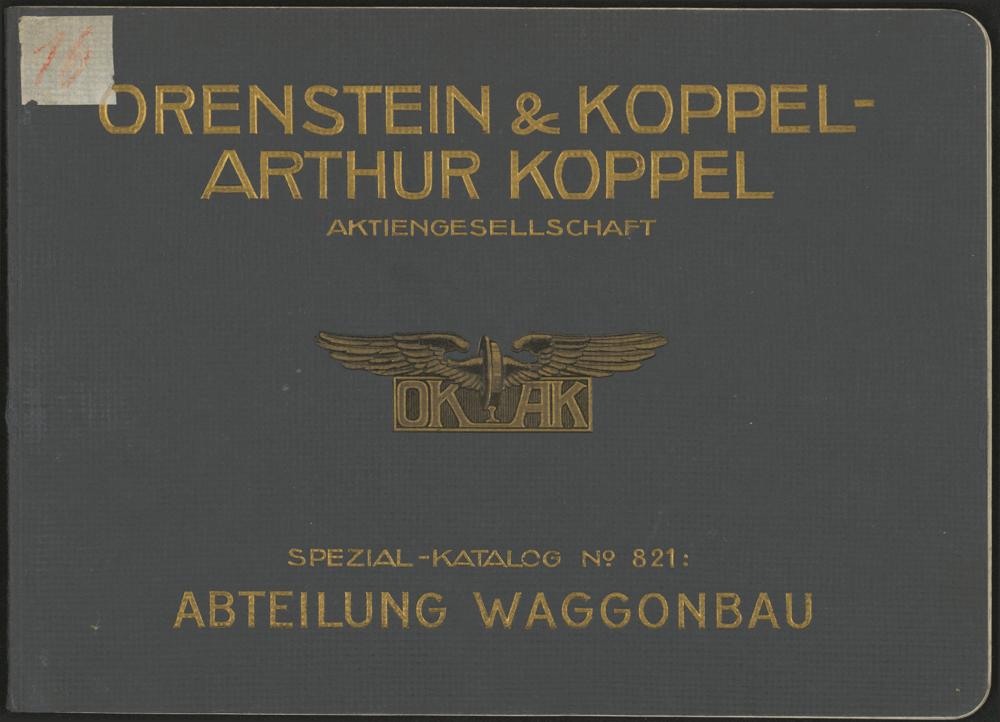 ORENSTEIN & KOPPEL-
ARTHUR KOPPEL
AKTIENGESELLSCHAFT
OK AK
SPEZIAL-KATALOG Nº 821:
ABTEILUNG WAGGONBAU